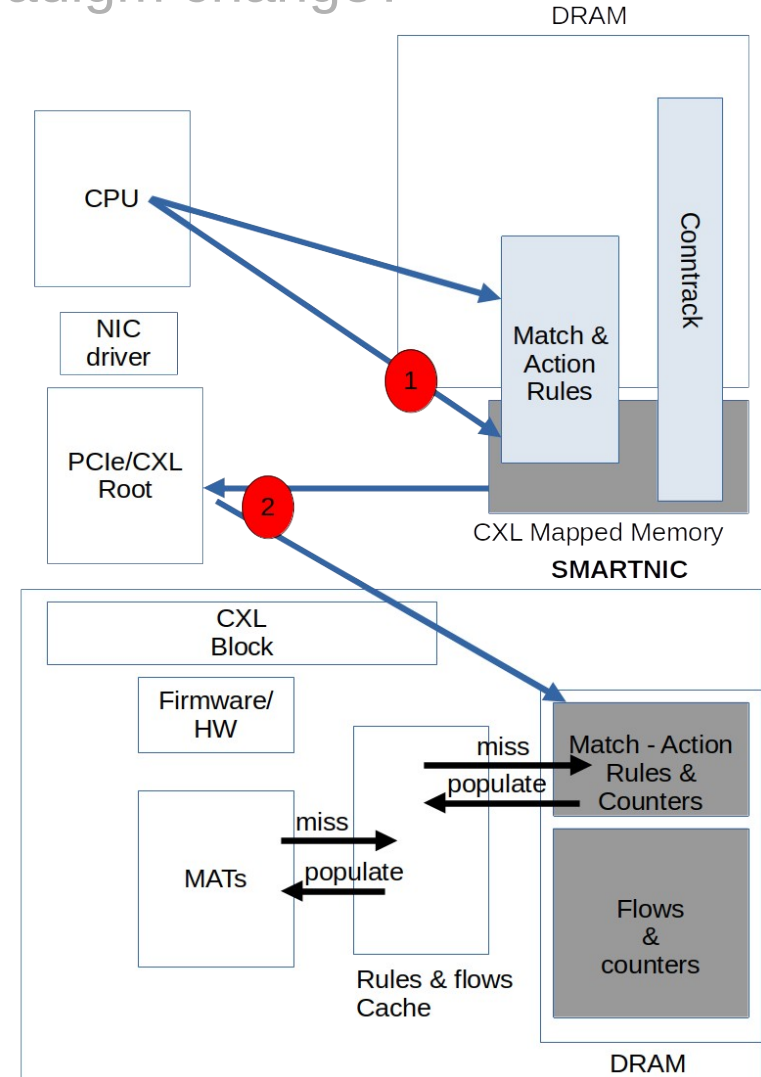 DRAM
CPU
Conntrack
NIC
driver
Match &
Action
Rules
1
PCIe/CXL
Root
2
CXL Mapped Memory
SMARTNIC
CXL
Block
Firmware/
HW
miss
Match - Action
Rules &
Counters
populate
miss
populate
MATs
Flows
&
counters
Rules & flows
Cache
DRAM